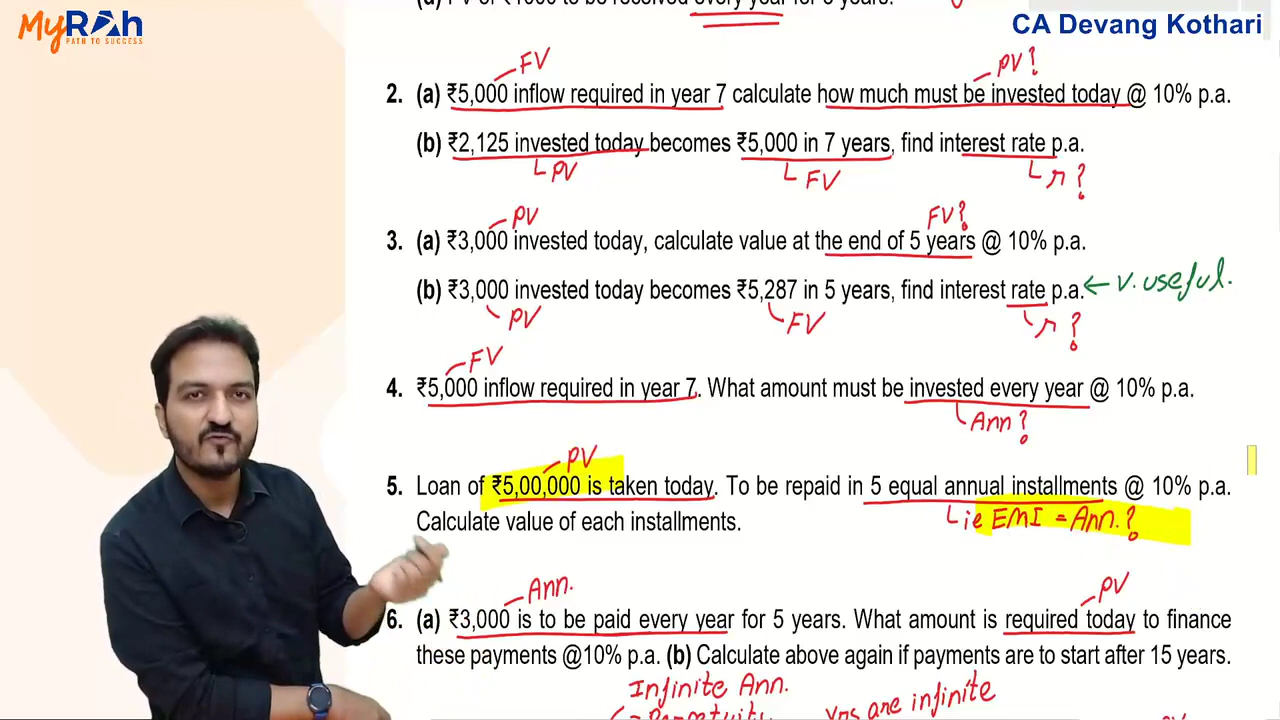 MyRAh
PATH TO SUCCESS
CA Devang Kothari
every year
FV
PV?
2. (a) ₹5,000 inflow required in year 7 calculate how much must be invested today @ 10% p.a.
(b) ₹2,125 invested today becomes ₹5,000 in 7 years, find interest rate p.a.
PV
FV
r?
PV
FV?
3. (a) ₹3,000 invested today, calculate value at the end of 5 years @ 10% p.a.
(b) ₹3,000 invested today becomes ₹5,287 in 5 years, find interest rate p.a. ← v. useful.
PV
FV
r?
FV
4. ₹5,000 inflow required in year 7. What amount must be invested every year @ 10% p.a.
Ann?
PV
5. Loan of ₹5,00,000 is taken today. To be repaid in 5 equal annual installments @ 10% p.a.
ie EMI = Ann.?
Calculate value of each installments.
Ann.
PV
6. (a) ₹3,000 is to be paid every year for 5 years. What amount is required today to finance
these payments @10% p.a. (b) Calculate above again if payments are to start after 15 years.
Infinite Ann.
yrs are infinite